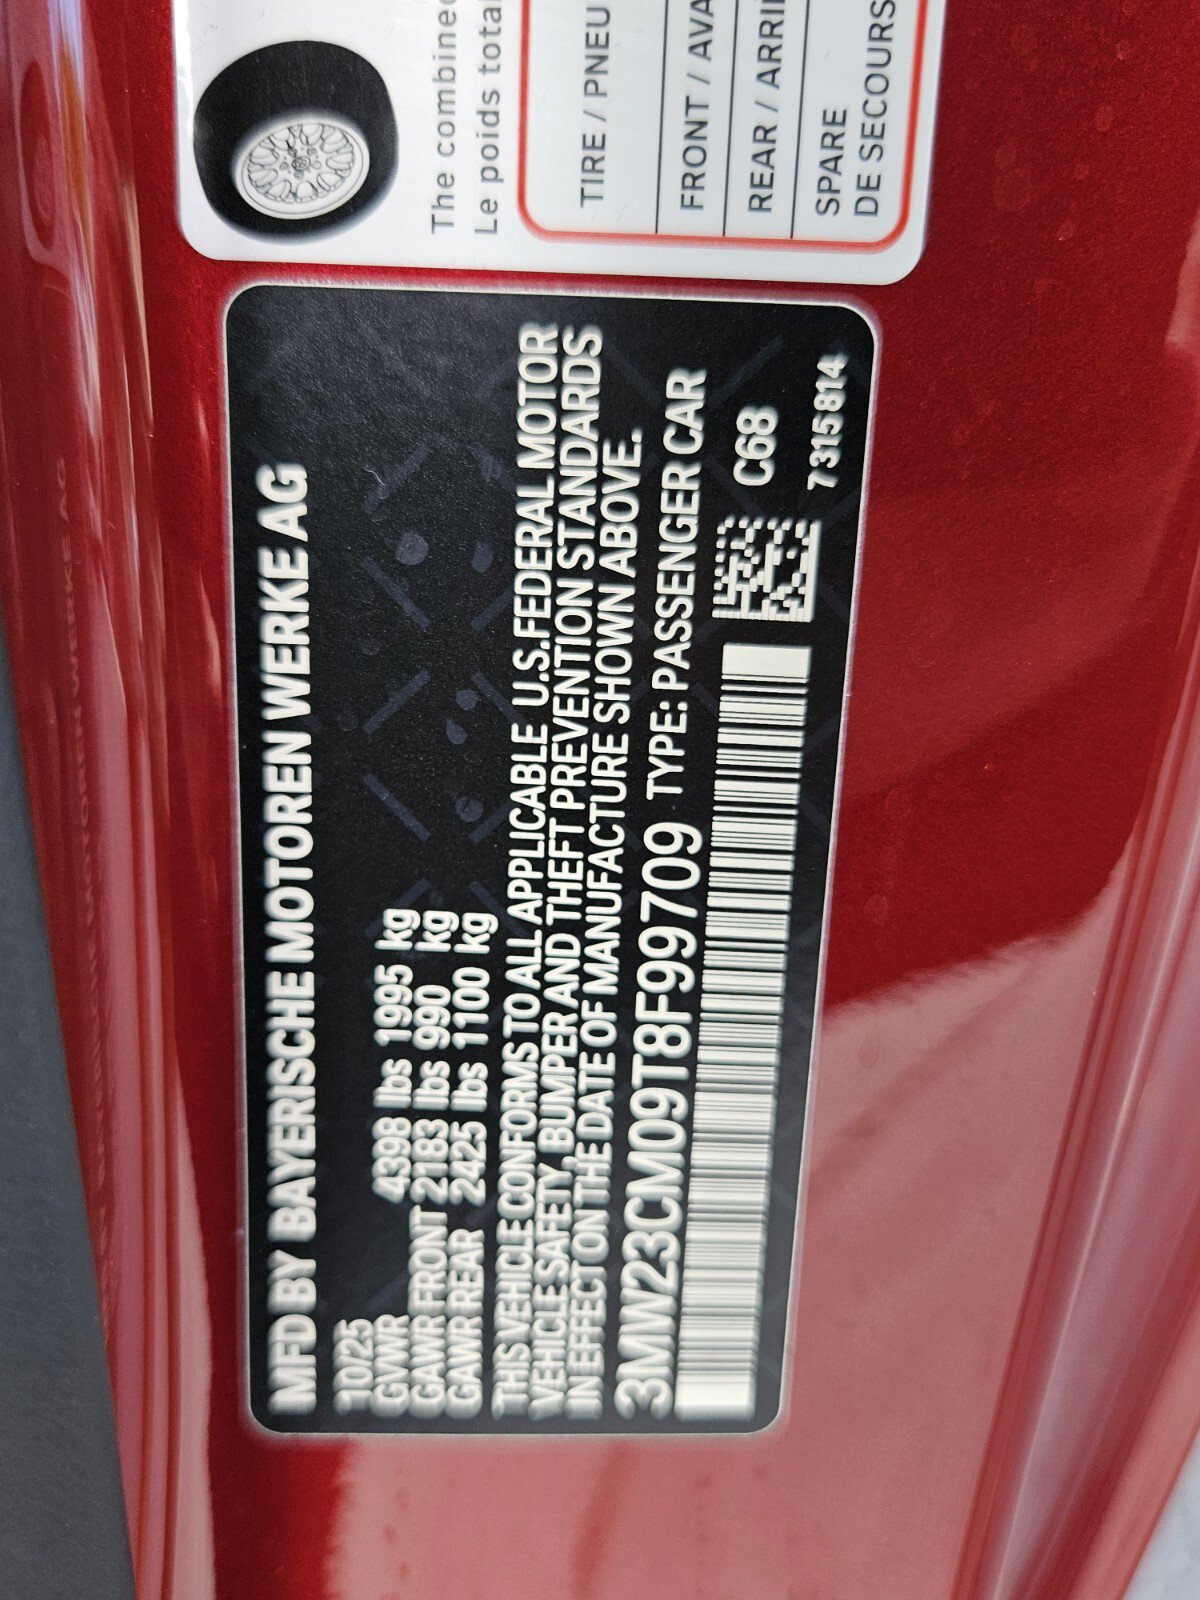 The combined
Le poids total
TIRE / PNEU
FRONT / AVA
REAR / ARRIÈ
SPARE
DE SECOURS
MFD BY BAYERISCHE MOTOREN WERKE AG
10/25
GVWR 4398 lbs 1995 kg
GAWR FRONT 2183 lbs 990 kg
GAWR REAR 2425 lbs 1100 kg
THIS VEHICLE CONFORMS TO ALL APPLICABLE U.S.FEDERAL MOTOR
VEHICLE SAFETY, BUMPER AND THEFT PREVENTION STANDARDS
IN EFFECT ON THE DATE OF MANUFACTURE SHOWN ABOVE.
3MW23CM09T8F99709 TYPE: PASSENGER CAR
C68
7315814